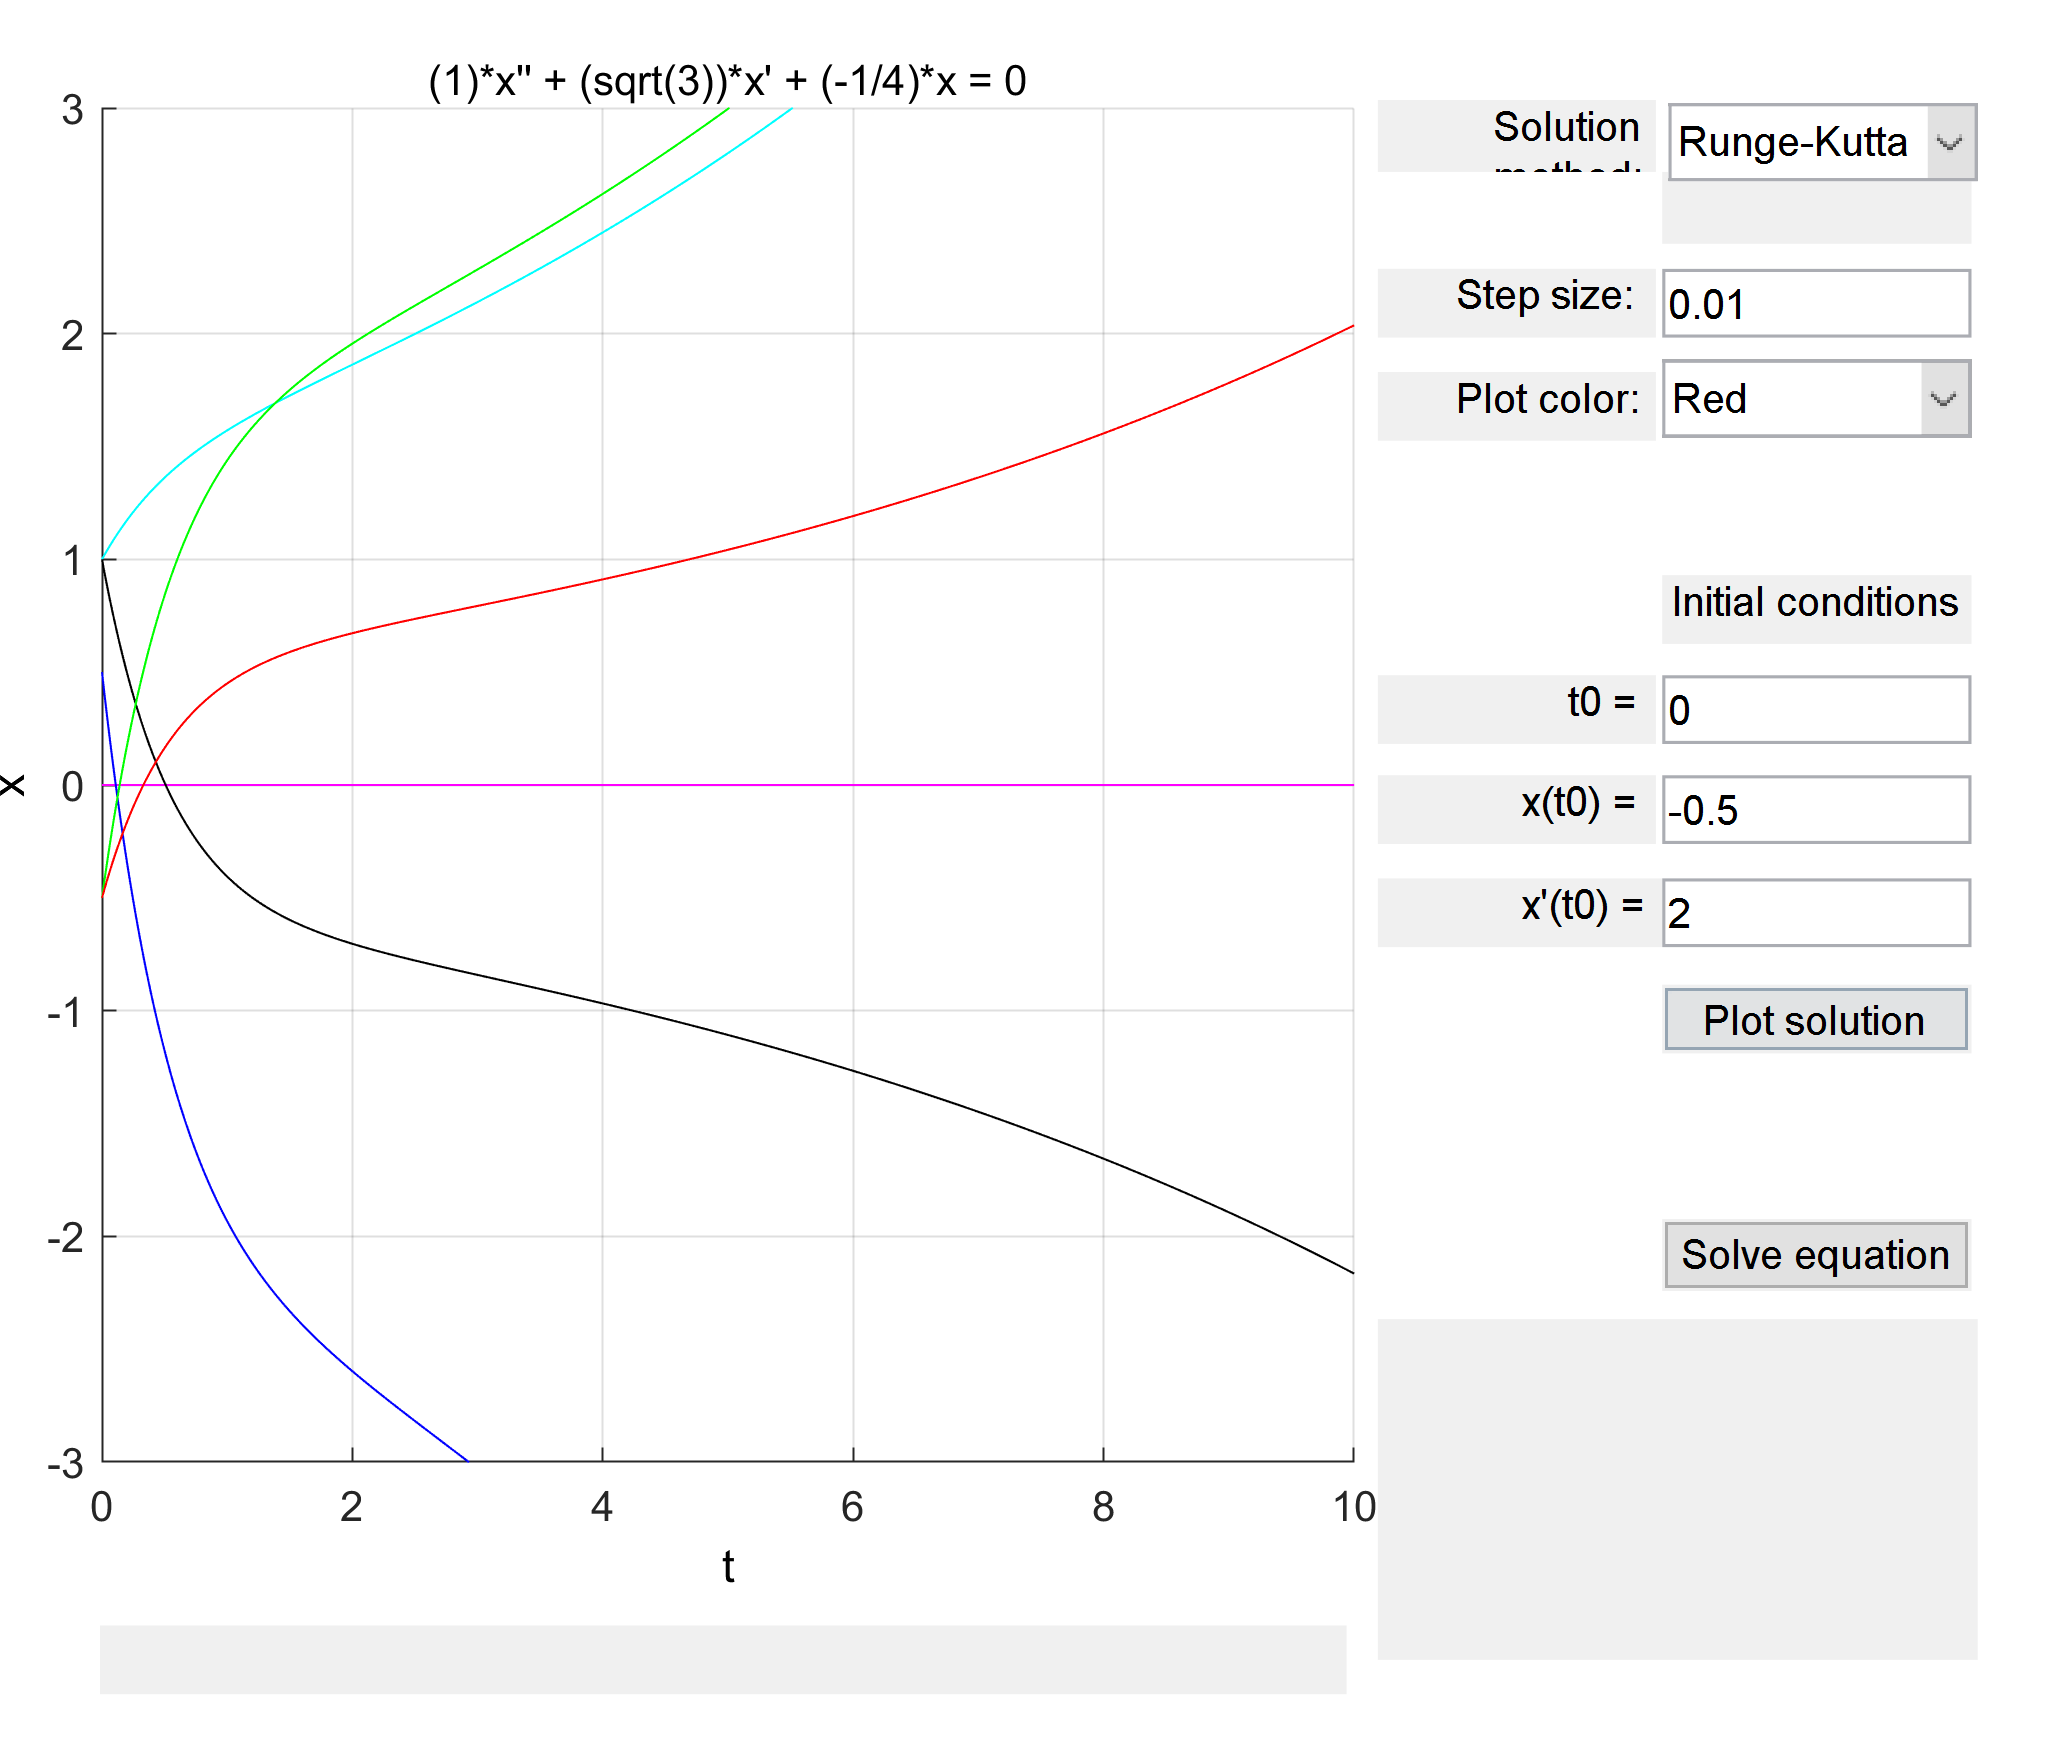 (1)*x'' + (sqrt(3))*x' + (-1/4)*x = 0
3
2
1
0
-1
-2
-3
x
0 2 4 6 8 10
t
Solution
method:
Runge-Kutta
Step size:
0.01
Plot color:
Red
Initial conditions
t0 =
0
x(t0) =
-0.5
x'(t0) =
2
Plot solution
Solve equation